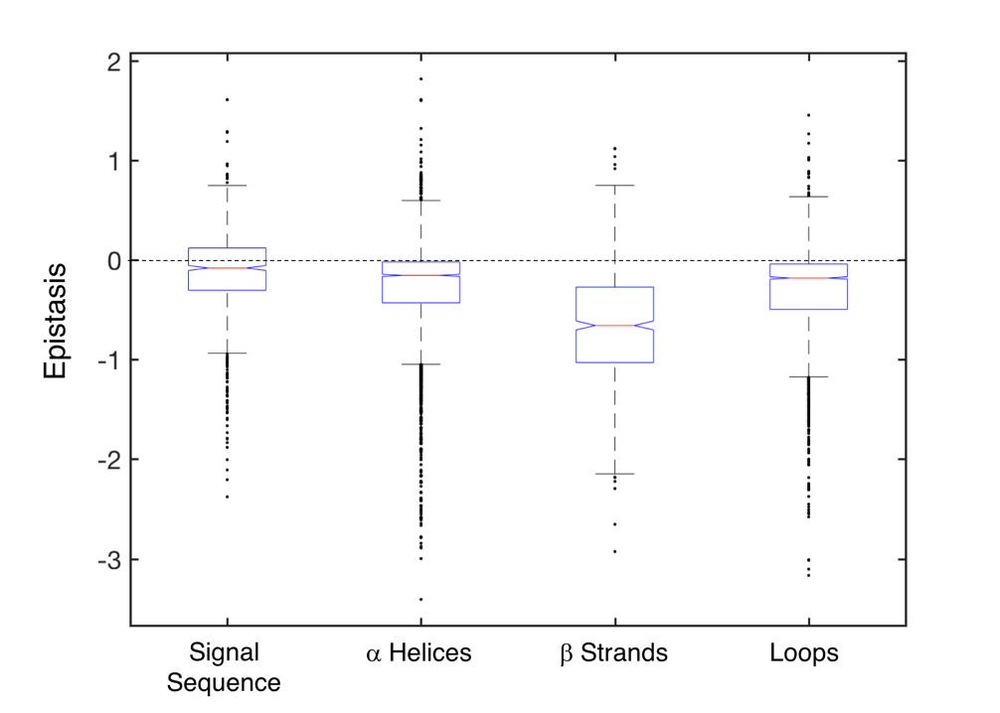 2
1
0
-1
-2
-3
Epistasis
Signal
Sequence
α Helices
β Strands
Loops